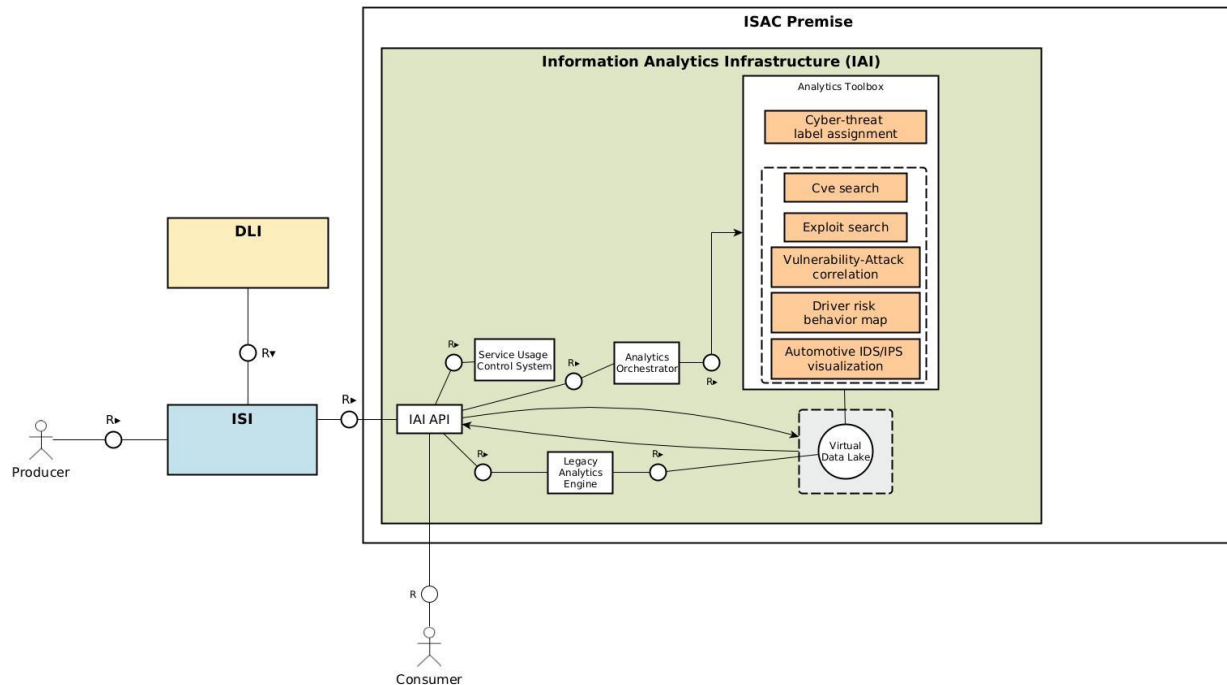 ISAC Premise
Information Analytics Infrastructure (IAI)
Analytics Toolbox
Cyber-threat
label assignment
Cve search
Exploit search
Vulnerability-Attack
correlation
Driver risk
behavior map
Automotive IDS/IPS
visualization
DLI
R▾
ISI
R▸
Producer
R▸
IAI API
R▸
Service Usage
Control System
R▸
Analytics
Orchestrator
R▸
R▸
Legacy
Analytics
Engine
R▸
Virtual
Data Lake
R
Consumer